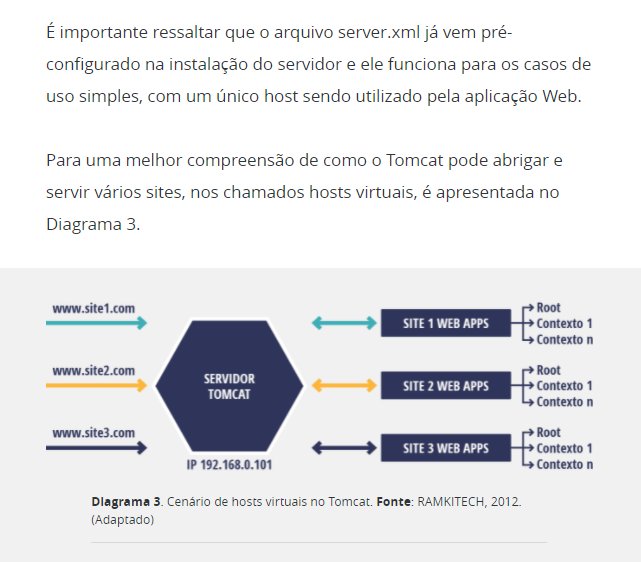 É importante ressaltar que o arquivo server.xml já vem pré-
configurado na instalação do servidor e ele funciona para os casos de
uso simples, com um único host sendo utilizado pela aplicação Web.
Para uma melhor compreensão de como o Tomcat pode abrigar e
servir vários sites, nos chamados hosts virtuais, é apresentada no
Diagrama 3.
www.site1.com
www.site2.com
www.site3.com
SERVIDOR
TOMCAT
IP 192.168.0.101
SITE 1 WEB APPS
Root
Contexto 1
Contexto n
SITE 2 WEB APPS
Root
Contexto 1
Contexto n
SITE 3 WEB APPS
Root
Contexto 1
Contexto n
Diagrama 3. Cenário de hosts virtuais no Tomcat. Fonte: RAMKITECH, 2012.
(Adaptado)